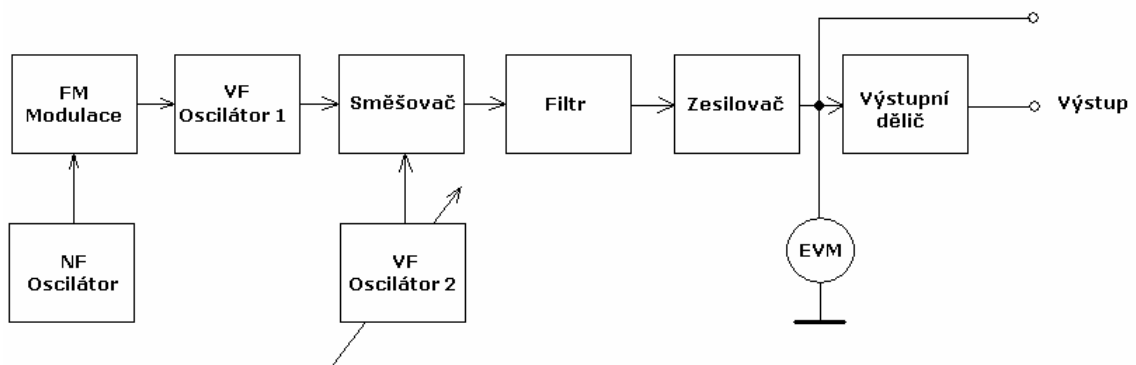 FM
Modulace
VF
Oscilátor 1
Směšovač
Filtr
Zesilovač
Výstupní
dělič
Výstup
NF
Oscilátor
VF
Oscilátor 2
EVM